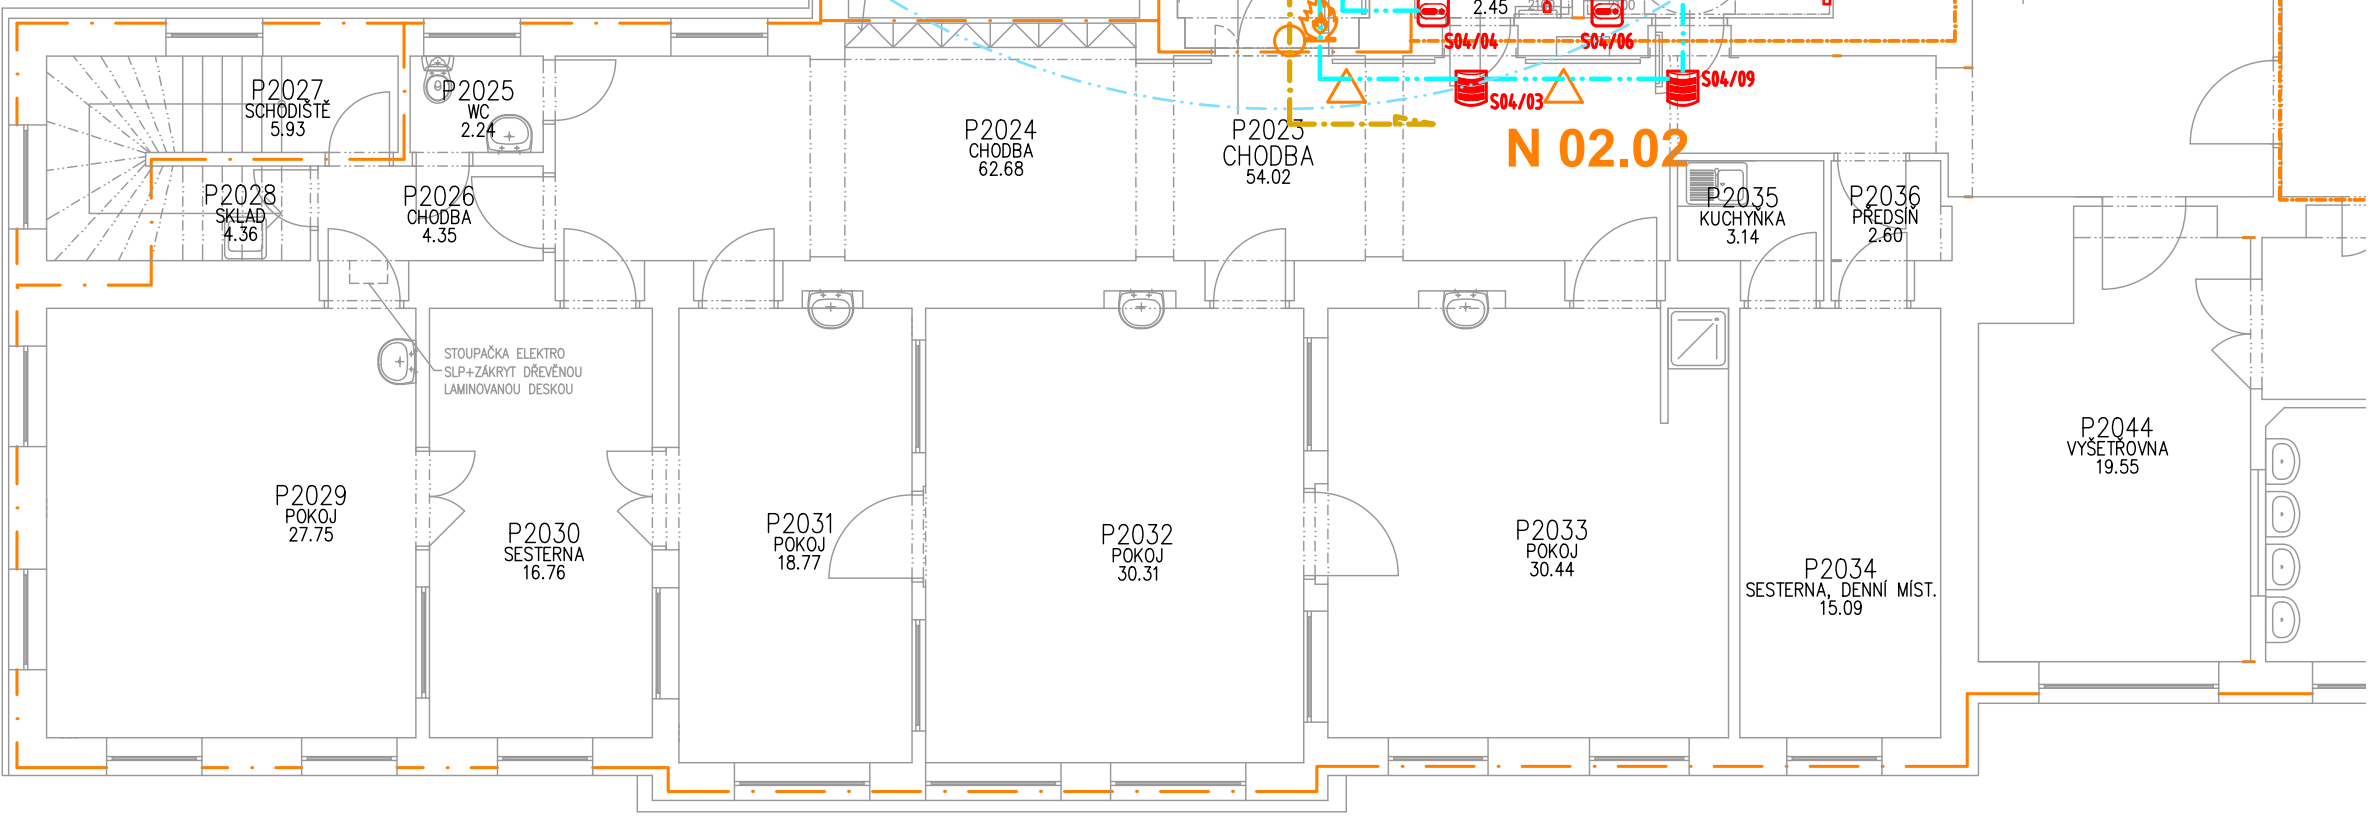 2.45
S04/04
S04/06
S04/03
S04/09
N 02.02
P2027
SCHODIŠTĚ
5.93
P2025
WC
2.24
P2024
CHODBA
62.68
P2023
CHODBA
54.02
P2028
SKLAD
4.36
P2026
CHODBA
4.35
P2035
KUCHYŇKA
3.14
P2036
PŘEDSÍŇ
2.60
STOUPAČKA ELEKTRO
SLP+ZÁKRYT DŘEVĚNOU
LAMINOVANOU DESKOU
P2029
POKOJ
27.75
P2030
SESTERNA
16.76
P2031
POKOJ
18.77
P2032
POKOJ
30.31
P2033
POKOJ
30.44
P2034
SESTERNA, DENNÍ MÍST.
15.09
P2044
VYŠETŘOVNA
19.55